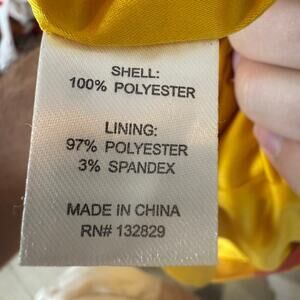 SHELL:
100% POLYESTER
LINING:
97% POLYESTER
3% SPANDEX
MADE IN CHINA
RN# 132829